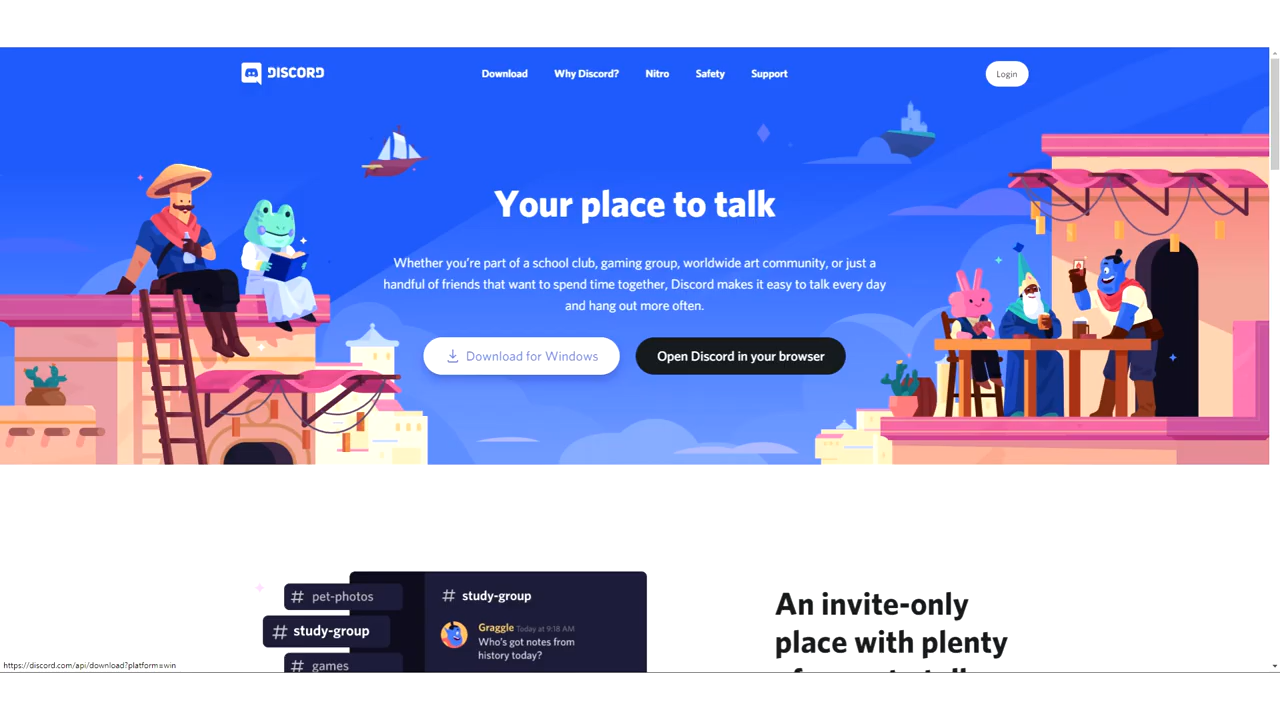 DISCORD
Download
Why Discord?
Nitro
Safety
Support
Login
Your place to talk
Whether you're part of a school club, gaming group, worldwide art community, or just a
handful of friends that want to spend time together, Discord makes it easy to talk every day
and hang out more often.
Download for Windows
Open Discord in your browser
# pet-photos
# study-group
# games
# study-group
Graggle Today at 9:18 AM
Who's got notes from
history today?
An invite-only
place with plenty
https://discord.com/api/download?platform=win